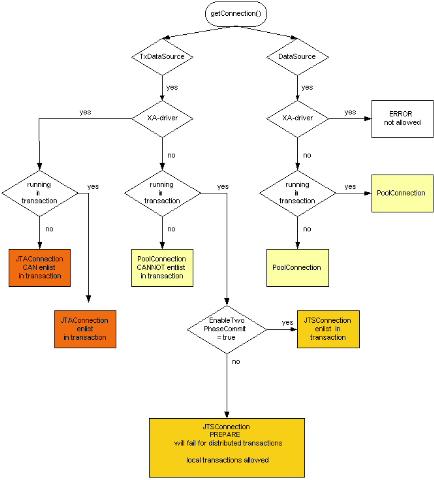 getConnection()
TxDataSource
DataSource
yes
yes
yes
XA-driver
XA-driver
yes
ERROR
not allowed
no
no
running
in
transaction
yes
running
in
transaction
yes
running
in
transaction
yes
PoolConnection
no
no
no
JTAConnection
CAN enlist
in transaction
PoolConnection
CANNOT entlist
in transaction
PoolConnection
JTAConnection
enlist
in transaction
EnableTwo
PhaseCommit
= true
yes
JTSConnection
enlist in
transaction
no
JTSConnection
PREPARE
will fail for distributed transactions
local transactions allowed